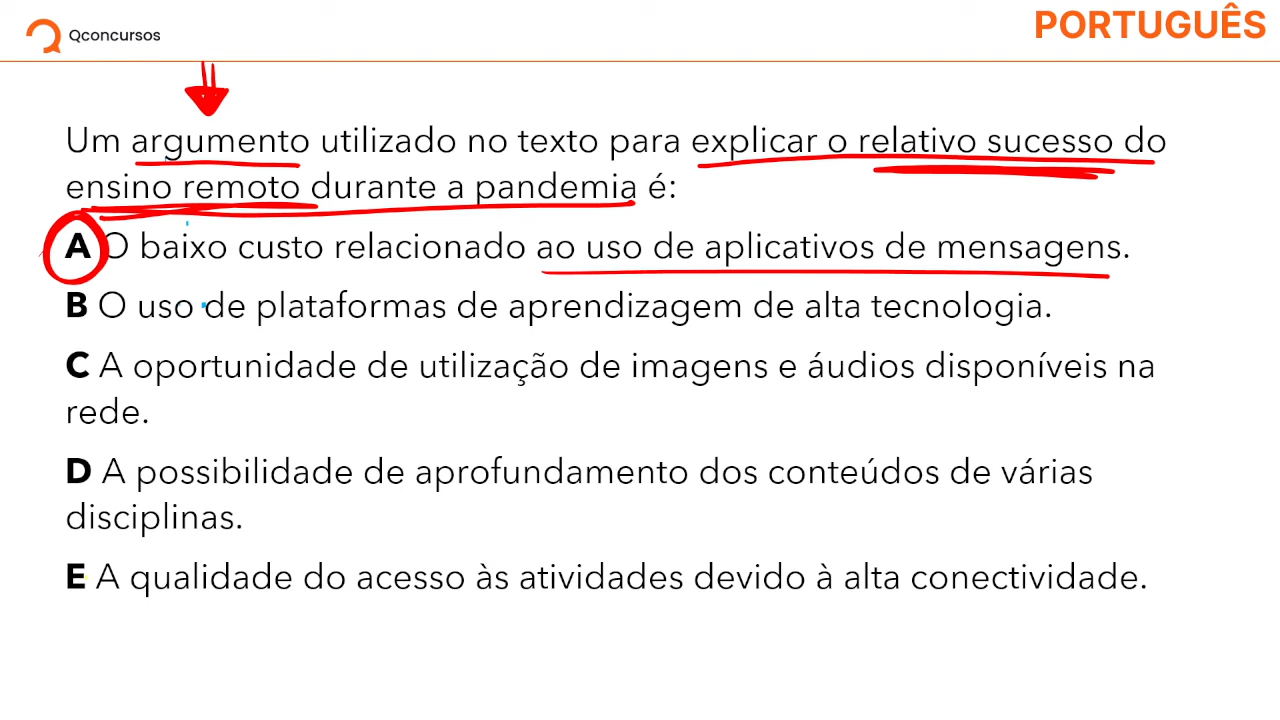 Qconcursos
PORTUGUÊS
Um argumento utilizado no texto para explicar o relativo sucesso do
ensino remoto durante a pandemia é:
A O baixo custo relacionado ao uso de aplicativos de mensagens.
B O uso de plataformas de aprendizagem de alta tecnologia.
C A oportunidade de utilização de imagens e áudios disponíveis na
rede.
D A possibilidade de aprofundamento dos conteúdos de várias
disciplinas.
E A qualidade do acesso às atividades devido à alta conectividade.